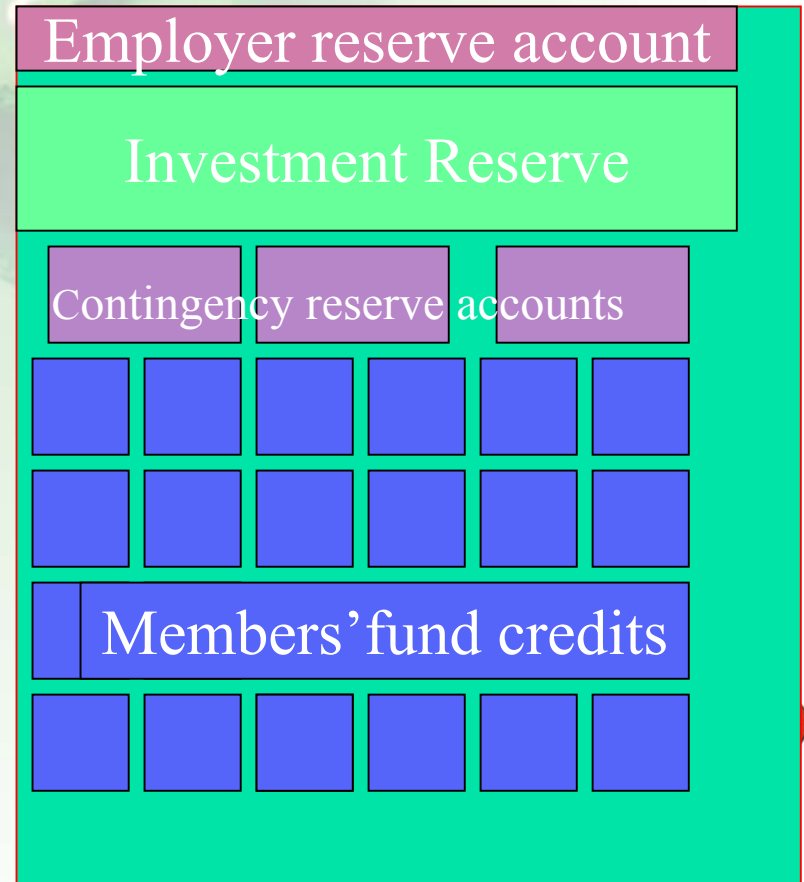 Employer reserve account
Investment Reserve
Contingency reserve accounts
Members’fund credits